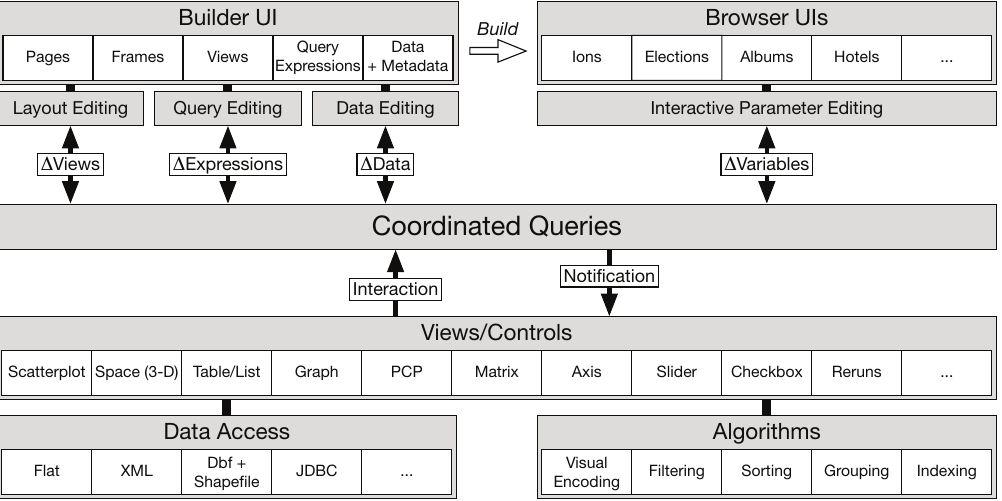 Builder UI
Pages
Frames
Views
Query
Expressions
Data
+ Metadata
Build
Browser UIs
Ions
Elections
Albums
Hotels
...
Layout Editing
Query Editing
Data Editing
Interactive Parameter Editing
ΔViews
ΔExpressions
ΔData
ΔVariables
Coordinated Queries
Interaction
Notification
Views/Controls
Scatterplot
Space (3-D)
Table/List
Graph
PCP
Matrix
Axis
Slider
Checkbox
Reruns
...
Data Access
Flat
XML
Dbf +
Shapefile
JDBC
...
Algorithms
Visual
Encoding
Filtering
Sorting
Grouping
Indexing